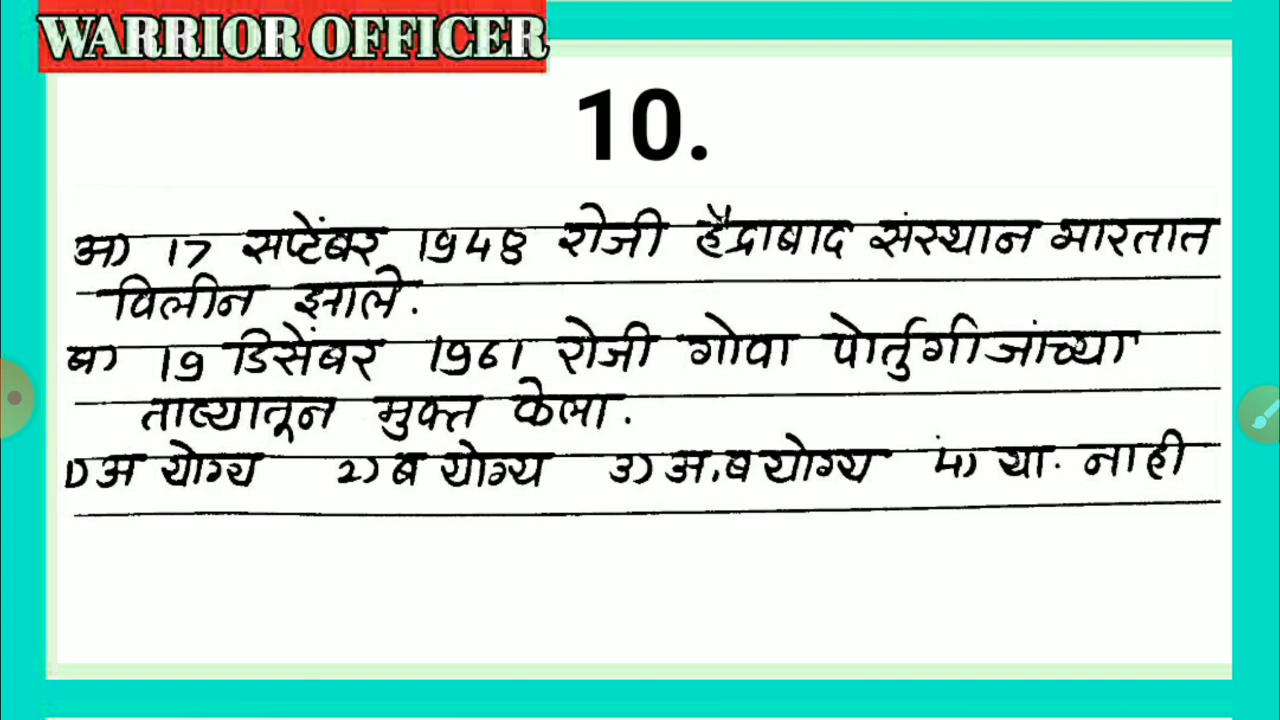 WARRIOR OFFICER
10.
अ) 17 सप्टेंबर 1948 रोजी हैद्राबाद संस्थान भारतात
विलीन झाले.
ब) 19 डिसेंबर 1961 रोजी गोवा पोर्तुगीजांच्या
ताब्यातून मुक्त केला.
1) अ योग्य 2) ब योग्य 3) अ.ब योग्य 4) या. नाही